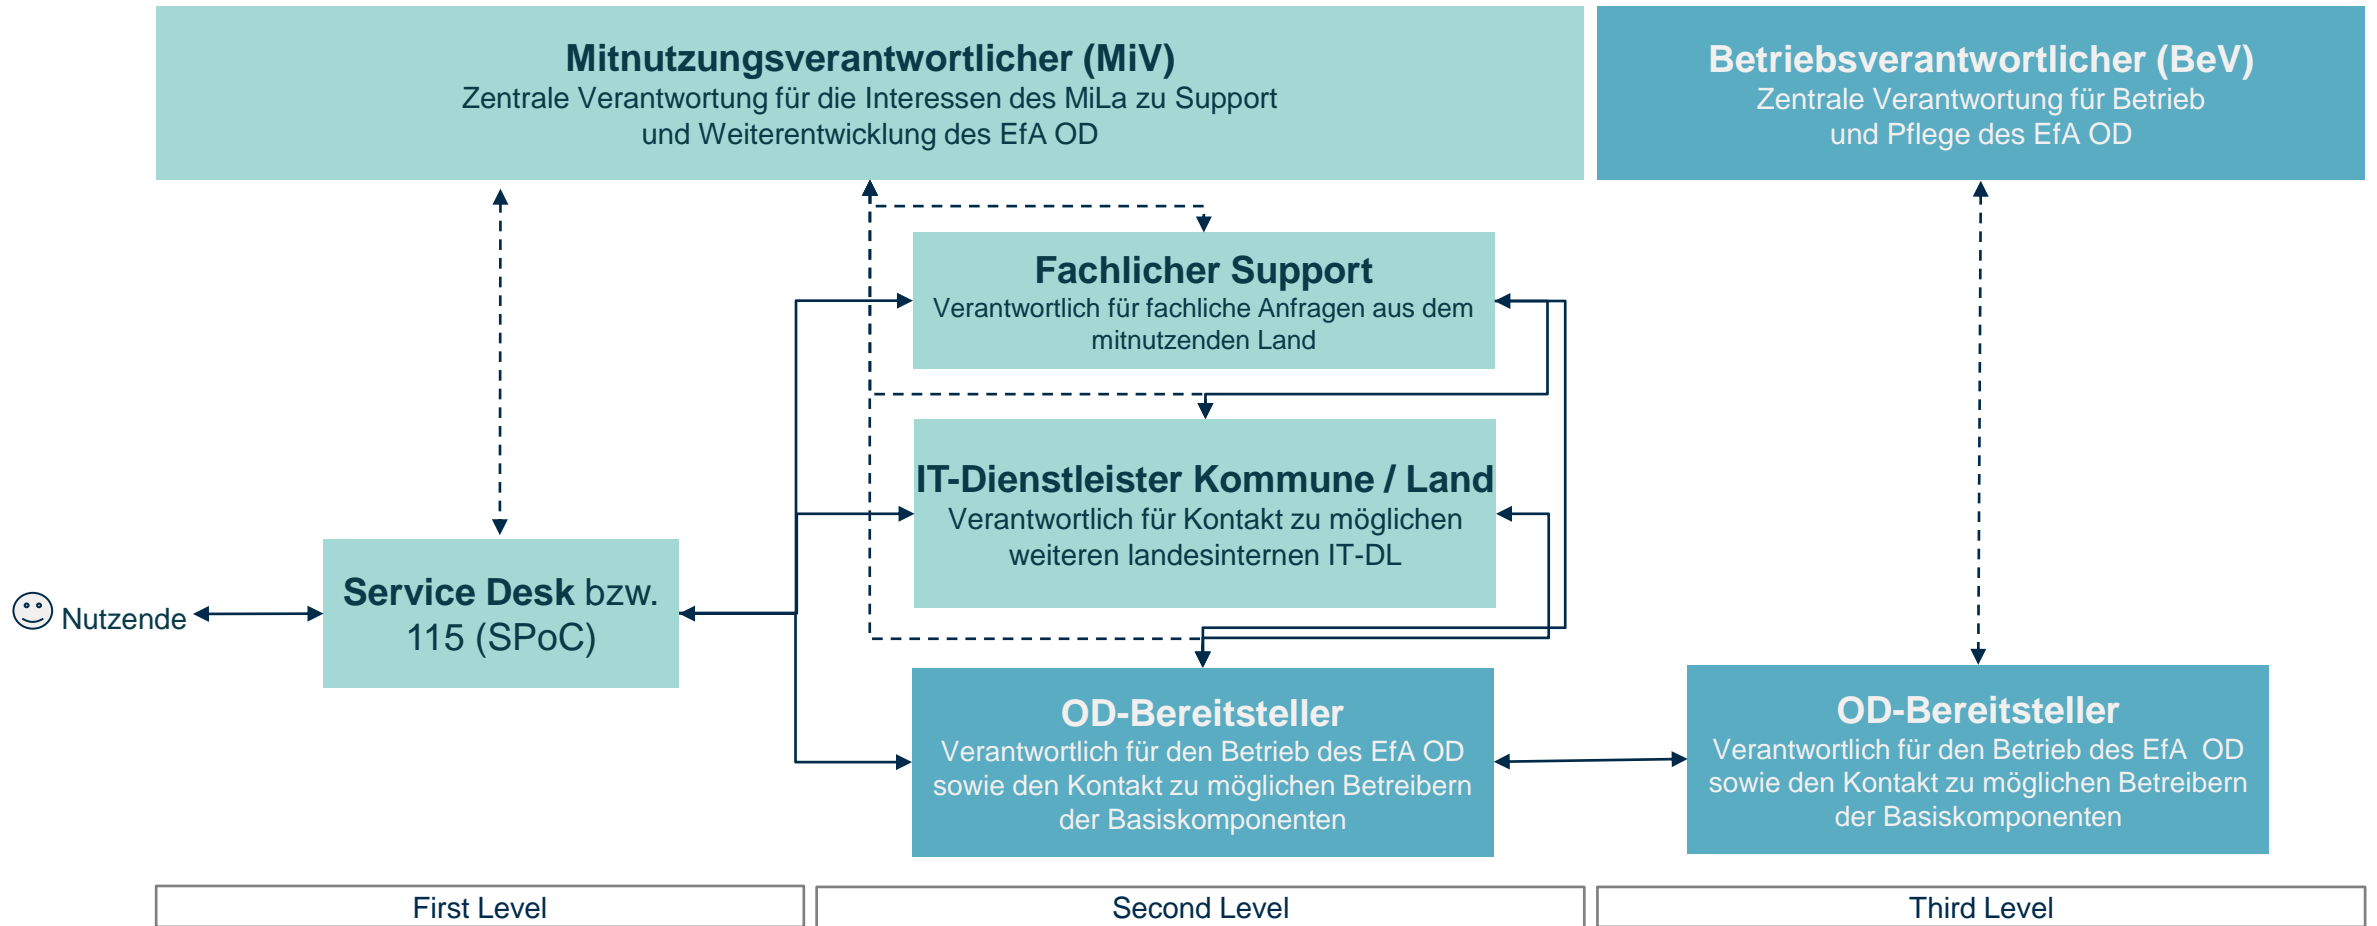 Mitnutzungsverantwortlicher (MiV)
Zentrale Verantwortung für die Interessen des MiLa zu Support
und Weiterentwicklung des EfA OD
Betriebsverantwortlicher (BeV)
Zentrale Verantwortung für Betrieb
und Pflege des EfA OD
Fachlicher Support
Verantwortlich für fachliche Anfragen aus dem
mitnutzenden Land
IT-Dienstleister Kommune / Land
Verantwortlich für Kontakt zu möglichen
weiteren landesinternen IT-DL
Nutzende
Service Desk bzw.
115 (SPoC)
OD-Bereitsteller
Verantwortlich für den Betrieb des EfA OD
sowie den Kontakt zu möglichen Betreibern
der Basiskomponenten
OD-Bereitsteller
Verantwortlich für den Betrieb des EfA OD
sowie den Kontakt zu möglichen Betreibern
der Basiskomponenten
First Level
Second Level
Third Level